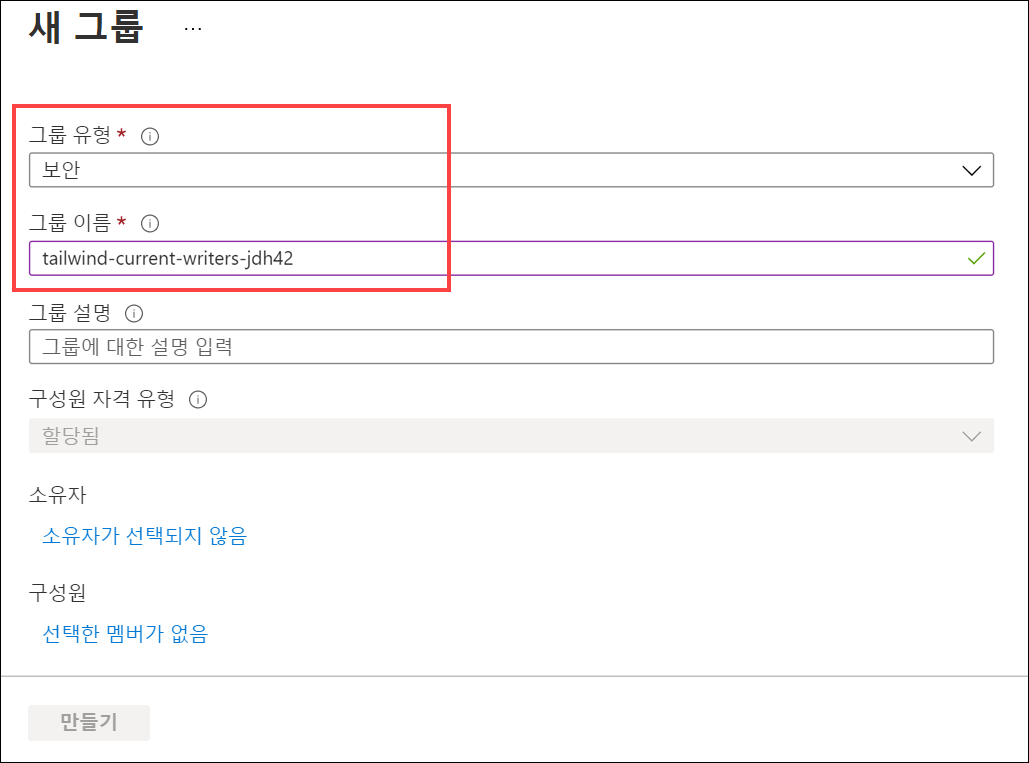 새 그룹 ...
그룹 유형 *
보안
그룹 이름 *
tailwind-current-writers-jdh42
그룹 설명
그룹에 대한 설명 입력
구성원 자격 유형
할당됨
소유자
소유자가 선택되지 않음
구성원
선택한 멤버가 없음
만들기